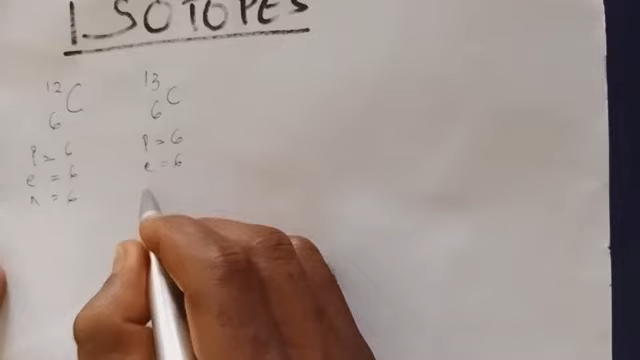 ISOTOPES
12 C 6
13 C 6
p = 6
e = 6
n = 6
p = 6
e = 6